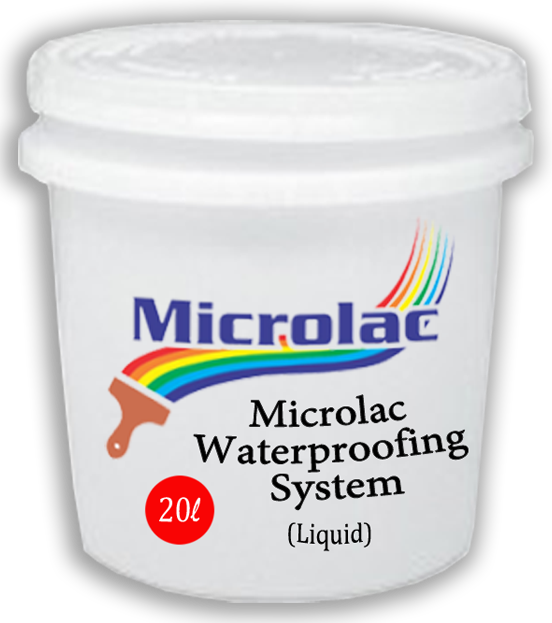 Microlac
Microlac
Waterproofing
System
20ℓ
(Liquid)